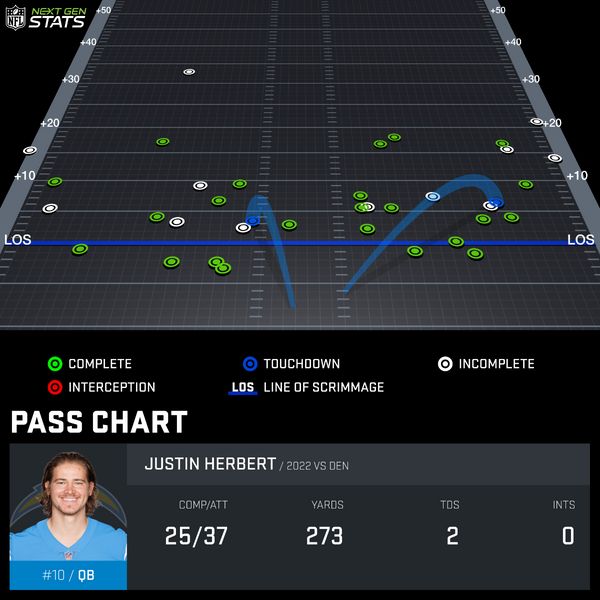 NFL NEXT GEN STATS
+50 +50
+40 +40
+30 +30
+20 +20
+10 +10
LOS LOS
COMPLETE TOUCHDOWN INCOMPLETE
INTERCEPTION LOS LINE OF SCRIMMAGE
PASS CHART
JUSTIN HERBERT / 2022 VS DEN
COMP/ATT YARDS TDS INTS
25/37 273 2 0
#10 / QB